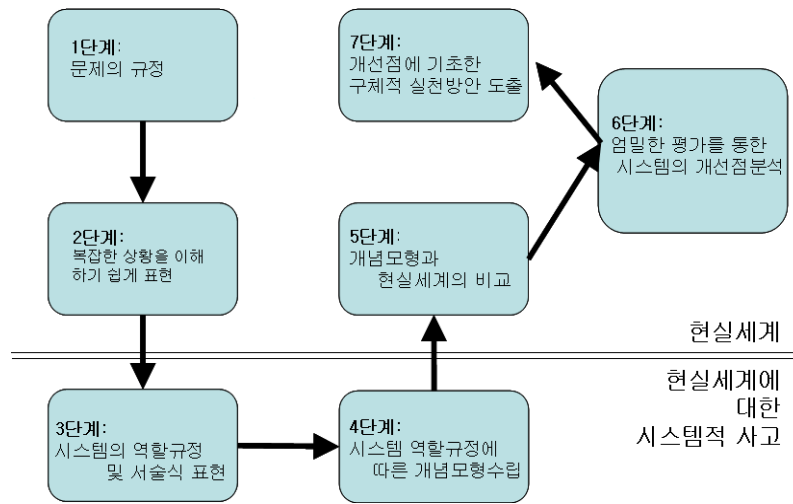 1단계:
문제의 규정
2단계:
복잡한 상황을 이해
하기 쉽게 표현
3단계:
시스템의 역할규정
및 서술식 표현
4단계:
시스템 역할규정에
따른 개념모형수립
5단계:
개념모형과
현실세계의 비교
6단계:
엄밀한 평가를 통한
시스템의 개선점분석
7단계:
개선점에 기초한
구체적 실천방안 도출
현실세계
현실세계에
대한
시스템적 사고